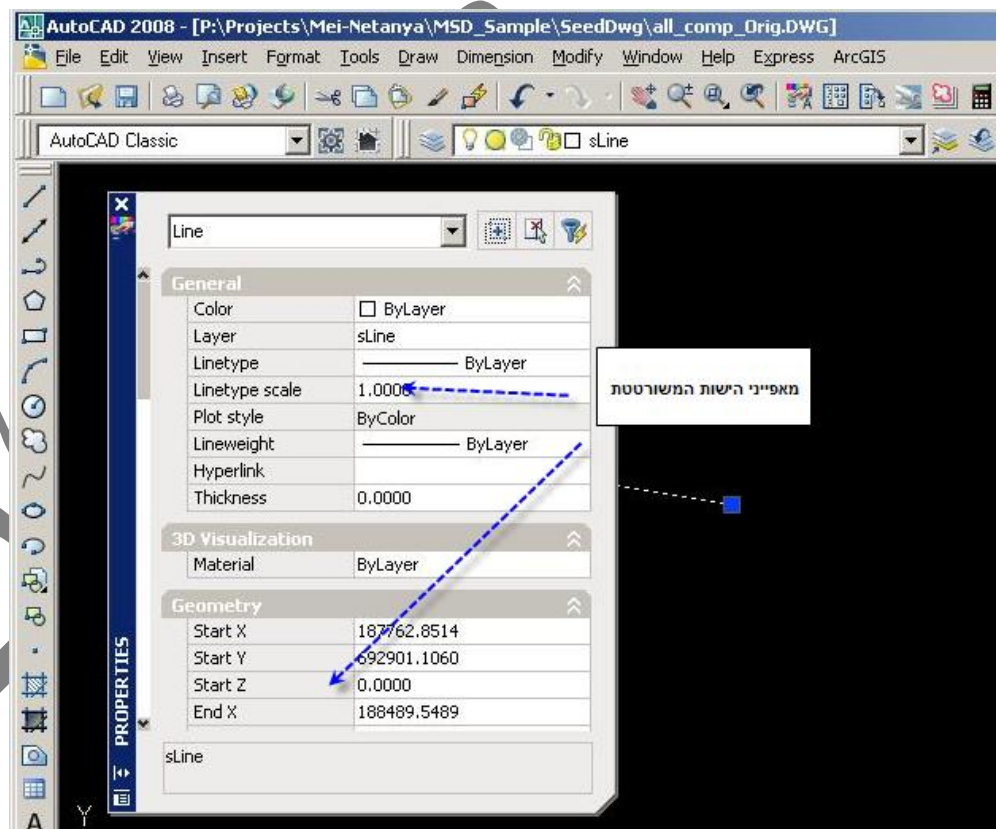 AutoCAD 2008 - [P:\Projects\Mei-Netanya\MSD_Sample\SeedDwg\all_comp_Orig.DWG]
File Edit View Insert Format Tools Draw Dimension Modify Window Help Express ArcGIS
AutoCAD Classic
sLine
Line
General
Color ByLayer
Layer sLine
Linetype ByLayer
Linetype scale 1.0000
Plot style ByColor
Lineweight ByLayer
Hyperlink
Thickness 0.0000
מאפייני הישות המשורטטת
3D Visualization
Material ByLayer
Geometry
Start X 187762.8514
Start Y 692901.1060
Start Z 0.0000
End X 188489.5489
PROPERTIES
sLine
A
Y